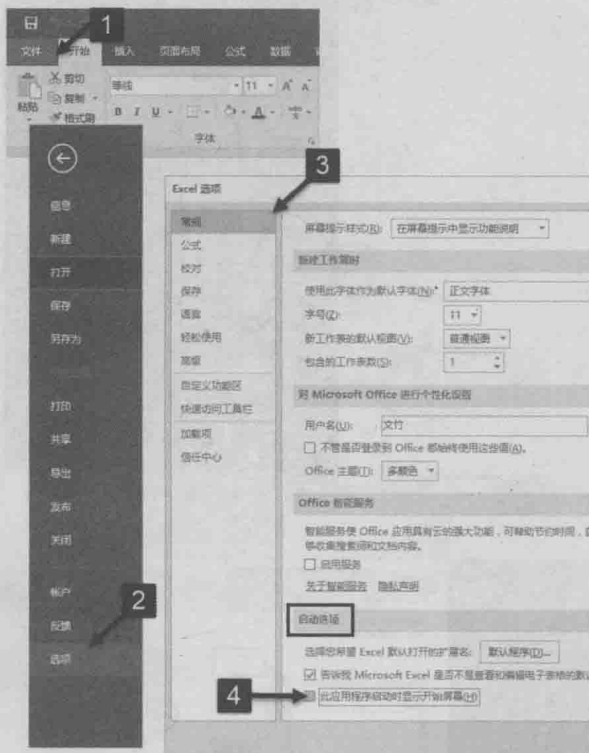 1
文件 开始 插入 页面布局 公式 数据
剪切
等线 11 A A
粘贴
复制
B I U A
格式刷
字体
信息
新建
打开
保存
另存为
打印
共享
导出
发布
关闭
帐户
反馈
选项
2
3
Excel 选项
常规
公式
校对
保存
语言
轻松使用
高级
自定义功能区
快速访问工具栏
加载项
信任中心
屏幕提示样式(R): 在屏幕提示中显示功能说明
新建工作簿时
使用此字体作为默认字体(N): 正文字体
字号(Z): 11
新工作表的默认视图(V): 普通视图
包含的工作表数(S): 1
对 Microsoft Office 进行个性化设置
用户名(U): 文竹
不管是否登录到 Office 都始终使用这些值(A)。
Office 主题(T): 多颜色
Office 智能服务
智能服务使 Office 应用具有云的强大功能，可帮助节约时间，
够收集搜索词和文档内容。
启用服务
关于智能服务 隐私声明
启动选项
选择您希望 Excel 默认打开的扩展名: 默认程序(D)...
告诉我 Microsoft Excel 是否不是查看和编辑电子表格的默认
4
此应用程序启动时显示开始屏幕(H)